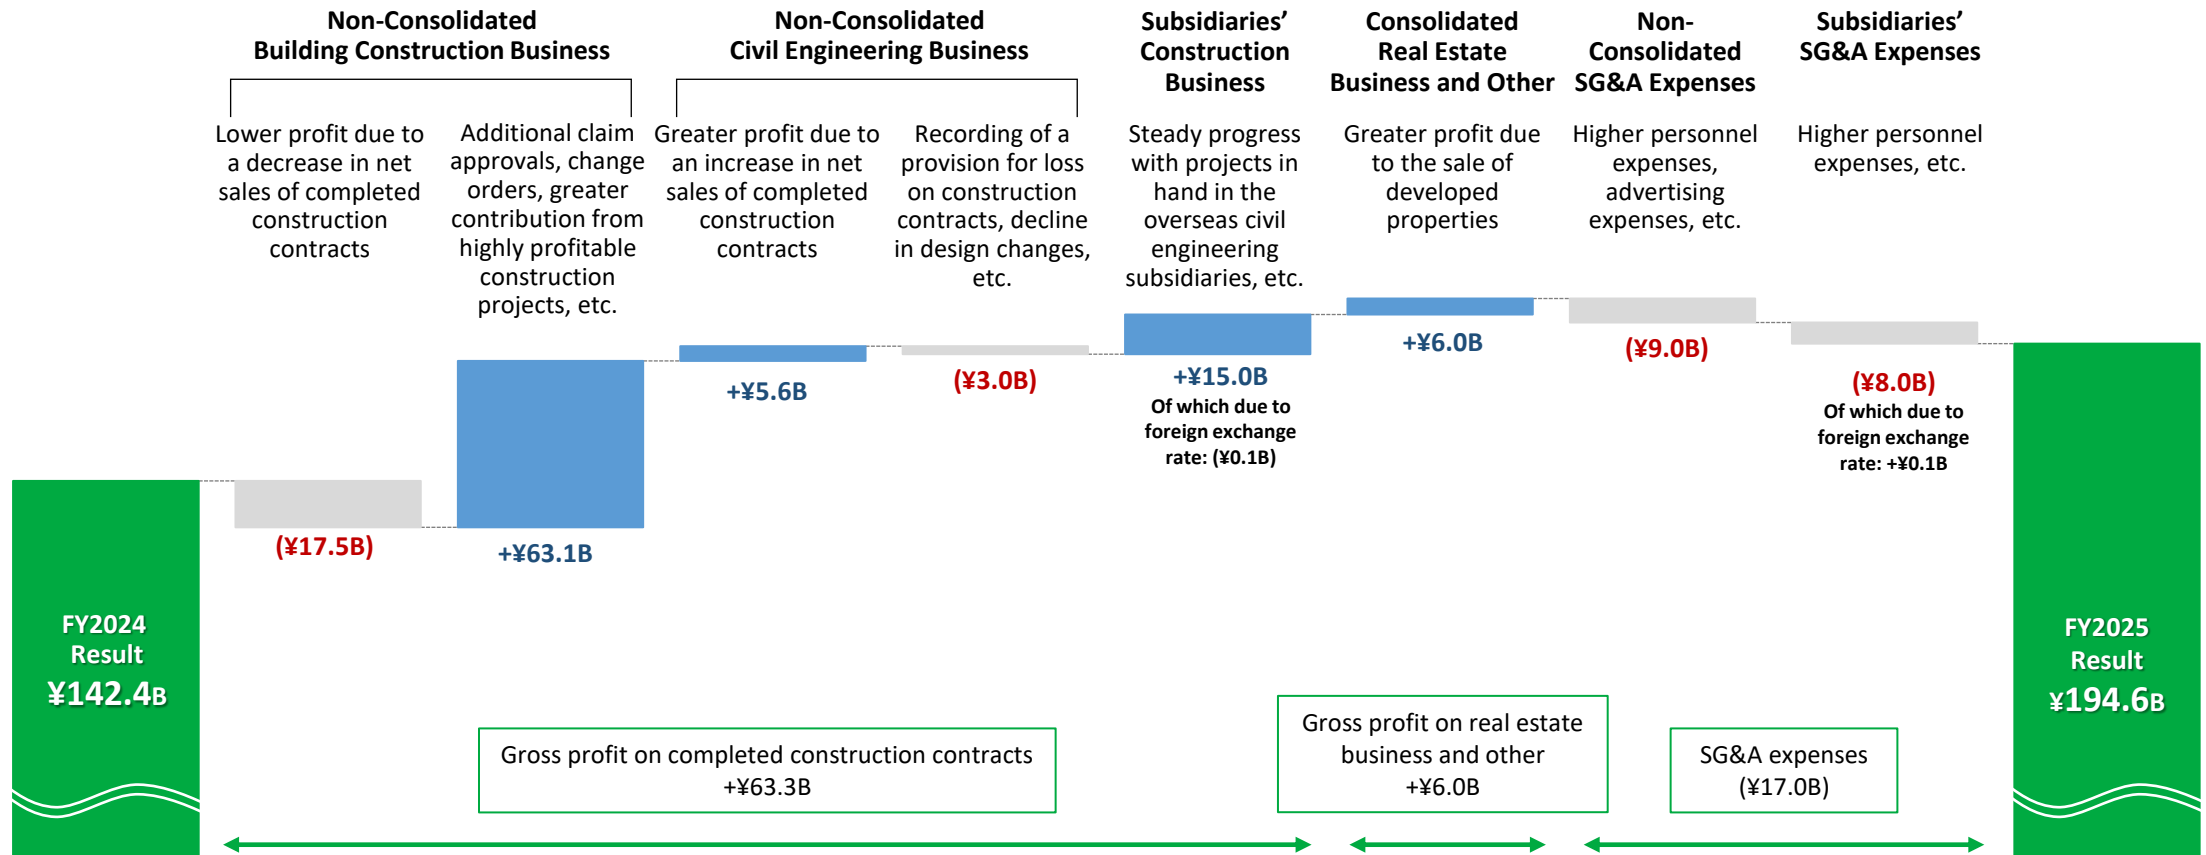 Non-Consolidated
Building Construction Business
Non-Consolidated
Civil Engineering Business
Subsidiaries’
Construction
Business
Consolidated
Real Estate
Business and Other
Non-
Consolidated
SG&A Expenses
Subsidiaries’
SG&A Expenses
Lower profit due to
a decrease in net
sales of completed
construction
contracts
Additional claim
approvals, change
orders, greater
contribution from
highly profitable
construction
projects, etc.
Greater profit due to
an increase in net
sales of completed
construction
contracts
Recording of a
provision for loss
on construction
contracts, decline
in design changes,
etc.
Steady progress
with projects in
hand in the
overseas civil
engineering
subsidiaries, etc.
Greater profit due
to the sale of
developed
properties
Higher personnel
expenses,
advertising
expenses, etc.
Higher personnel
expenses, etc.
(¥17.5B)
+¥63.1B
+¥5.6B
(¥3.0B)
+¥15.0B
Of which due to
foreign exchange
rate: (¥0.1B)
+¥6.0B
(¥9.0B)
(¥8.0B)
Of which due to
foreign exchange
rate: +¥0.1B
FY2024
Result
¥142.4B
FY2025
Result
¥194.6B
Gross profit on completed construction contracts
+¥63.3B
Gross profit on real estate
business and other
+¥6.0B
SG&A expenses
(¥17.0B)